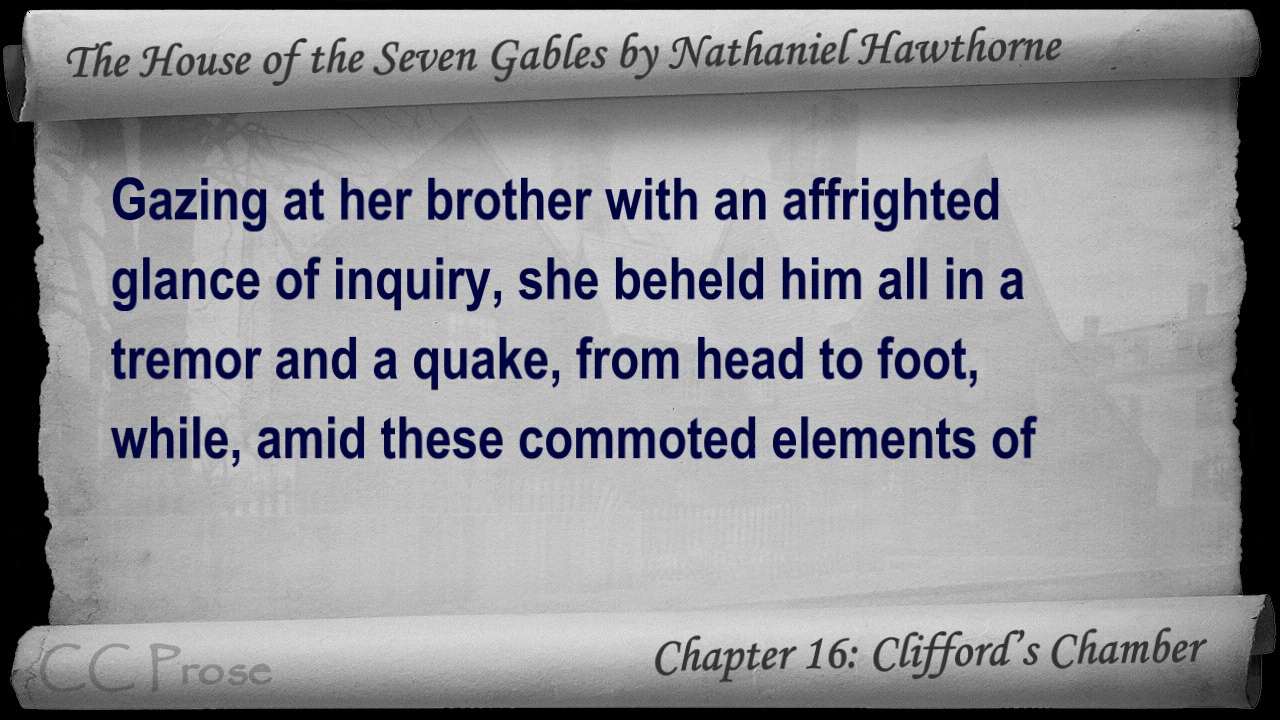 The House of the Seven Gables by Nathaniel Hawthorne
Gazing at her brother with an affrighted
glance of inquiry, she beheld him all in a
tremor and a quake, from head to foot,
while, amid these commoted elements of
CC Prose
Chapter 16: Clifford’s Chamber